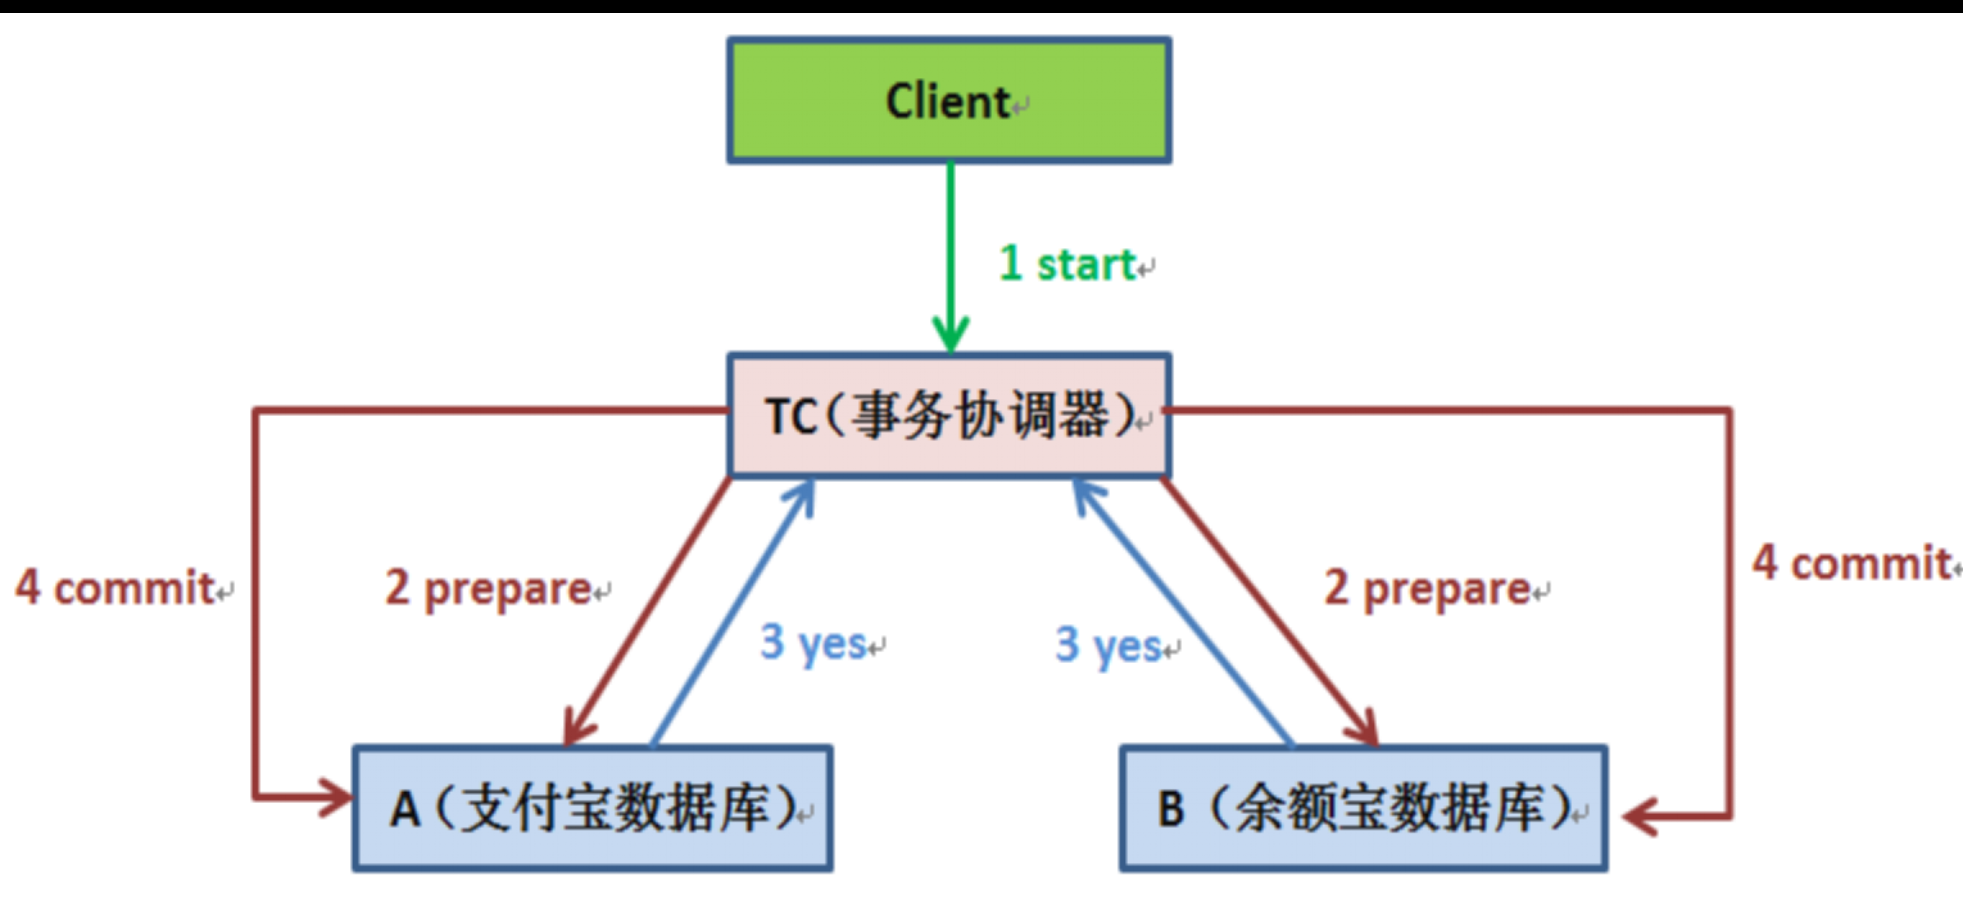 Client
1 start
TC(事务协调器)
4 commit
2 prepare
3 yes
3 yes
2 prepare
4 commit
A(支付宝数据库)
B (余额宝数据库)